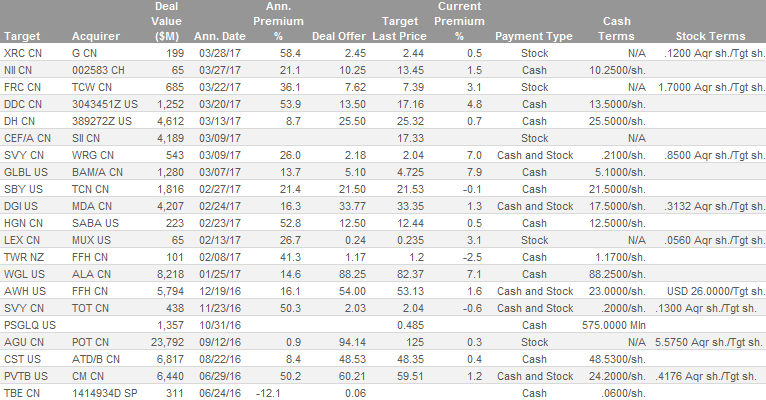 Deal Ann. Current
Value Premium Target Premium Cash
Target Acquirer ($M) Ann. Date % Deal Offer Last Price % Payment Type Terms Stock Terms
XRC CN G CN 199 03/28/17 58.4 2.45 2.44 0.5 Stock N/A .1200 Aqr sh./Tgt sh.
NII CN 002583 CH 65 03/27/17 21.1 10.25 13.45 1.5 Cash 10.2500/sh.
FRC CN TCW CN 685 03/22/17 36.1 7.62 7.39 3.1 Stock N/A 1.7000 Aqr sh./Tgt sh.
DDC CN 3043451Z US 1,252 03/20/17 53.9 13.50 17.16 4.8 Cash 13.5000/sh.
DH CN 389272Z US 4,612 03/13/17 8.7 25.50 25.32 0.7 Cash 25.5000/sh.
CEF/A CN SII CN 4,189 03/09/17 17.33 Stock N/A
SVY CN WRG CN 543 03/09/17 26.0 2.18 2.04 7.0 Cash and Stock .2100/sh. .8500 Aqr sh./Tgt sh.
GLBL US BAM/A CN 1,280 03/07/17 13.7 5.10 4.725 7.9 Cash 5.1000/sh.
SBY US TCN CN 1,816 02/27/17 21.4 21.50 21.53 -0.1 Cash 21.5000/sh.
DGI US MDA CN 4,207 02/24/17 16.3 33.77 33.35 1.3 Cash and Stock 17.5000/sh. .3132 Aqr sh./Tgt sh.
HGN CN SABA US 223 02/23/17 52.8 12.50 12.44 0.5 Cash 12.5000/sh.
LEX CN MUX US 65 02/13/17 26.7 0.24 0.235 3.1 Stock N/A .0560 Aqr sh./Tgt sh.
TWR NZ FFH CN 101 02/08/17 41.3 1.17 1.2 -2.5 Cash 1.1700/sh.
WGL US ALA CN 8,218 01/25/17 14.6 88.25 82.37 7.1 Cash 88.2500/sh.
AWH US FFH CN 5,794 12/19/16 16.1 54.00 53.13 1.6 Cash and Stock 23.0000/sh. USD 26.0000/Tgt sh.
SVY CN TOT CN 438 11/23/16 50.3 2.03 2.04 -0.6 Cash and Stock .2000/sh. .1300 Aqr sh./Tgt sh.
PSGLQ US 1,357 10/31/16 0.485 Cash 575.0000 Mln
AGU CN POT CN 23,792 09/12/16 0.9 94.14 125 0.3 Stock N/A 5.5750 Aqr sh./Tgt sh.
CST US ATD/B CN 6,817 08/22/16 8.4 48.53 48.35 0.4 Cash 48.5300/sh.
PVTB US CM CN 6,440 06/29/16 50.2 60.21 59.51 1.2 Cash and Stock 24.2000/sh. .4176 Aqr sh./Tgt sh.
TBE CN 1414934D SP 311 06/24/16 -12.1 0.06 Cash .0600/sh.